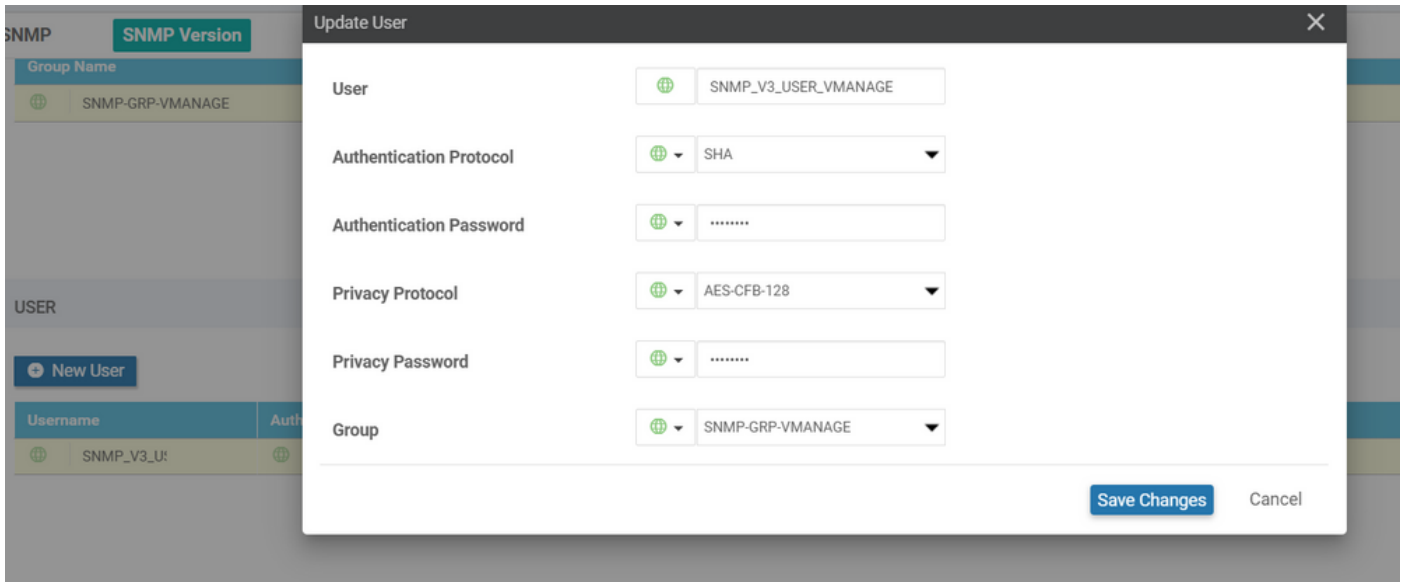 SNMP
SNMP Version
Update User
Group Name
SNMP-GRP-VMANAGE
User
SNMP_V3_USER_VMANAGE
Authentication Protocol
SHA
Authentication Password
........
Privacy Protocol
AES-CFB-128
USER
Privacy Password
........
New User
Username
Auth
Group
SNMP-GRP-VMANAGE
SNMP_V3_U
Save Changes
Cancel